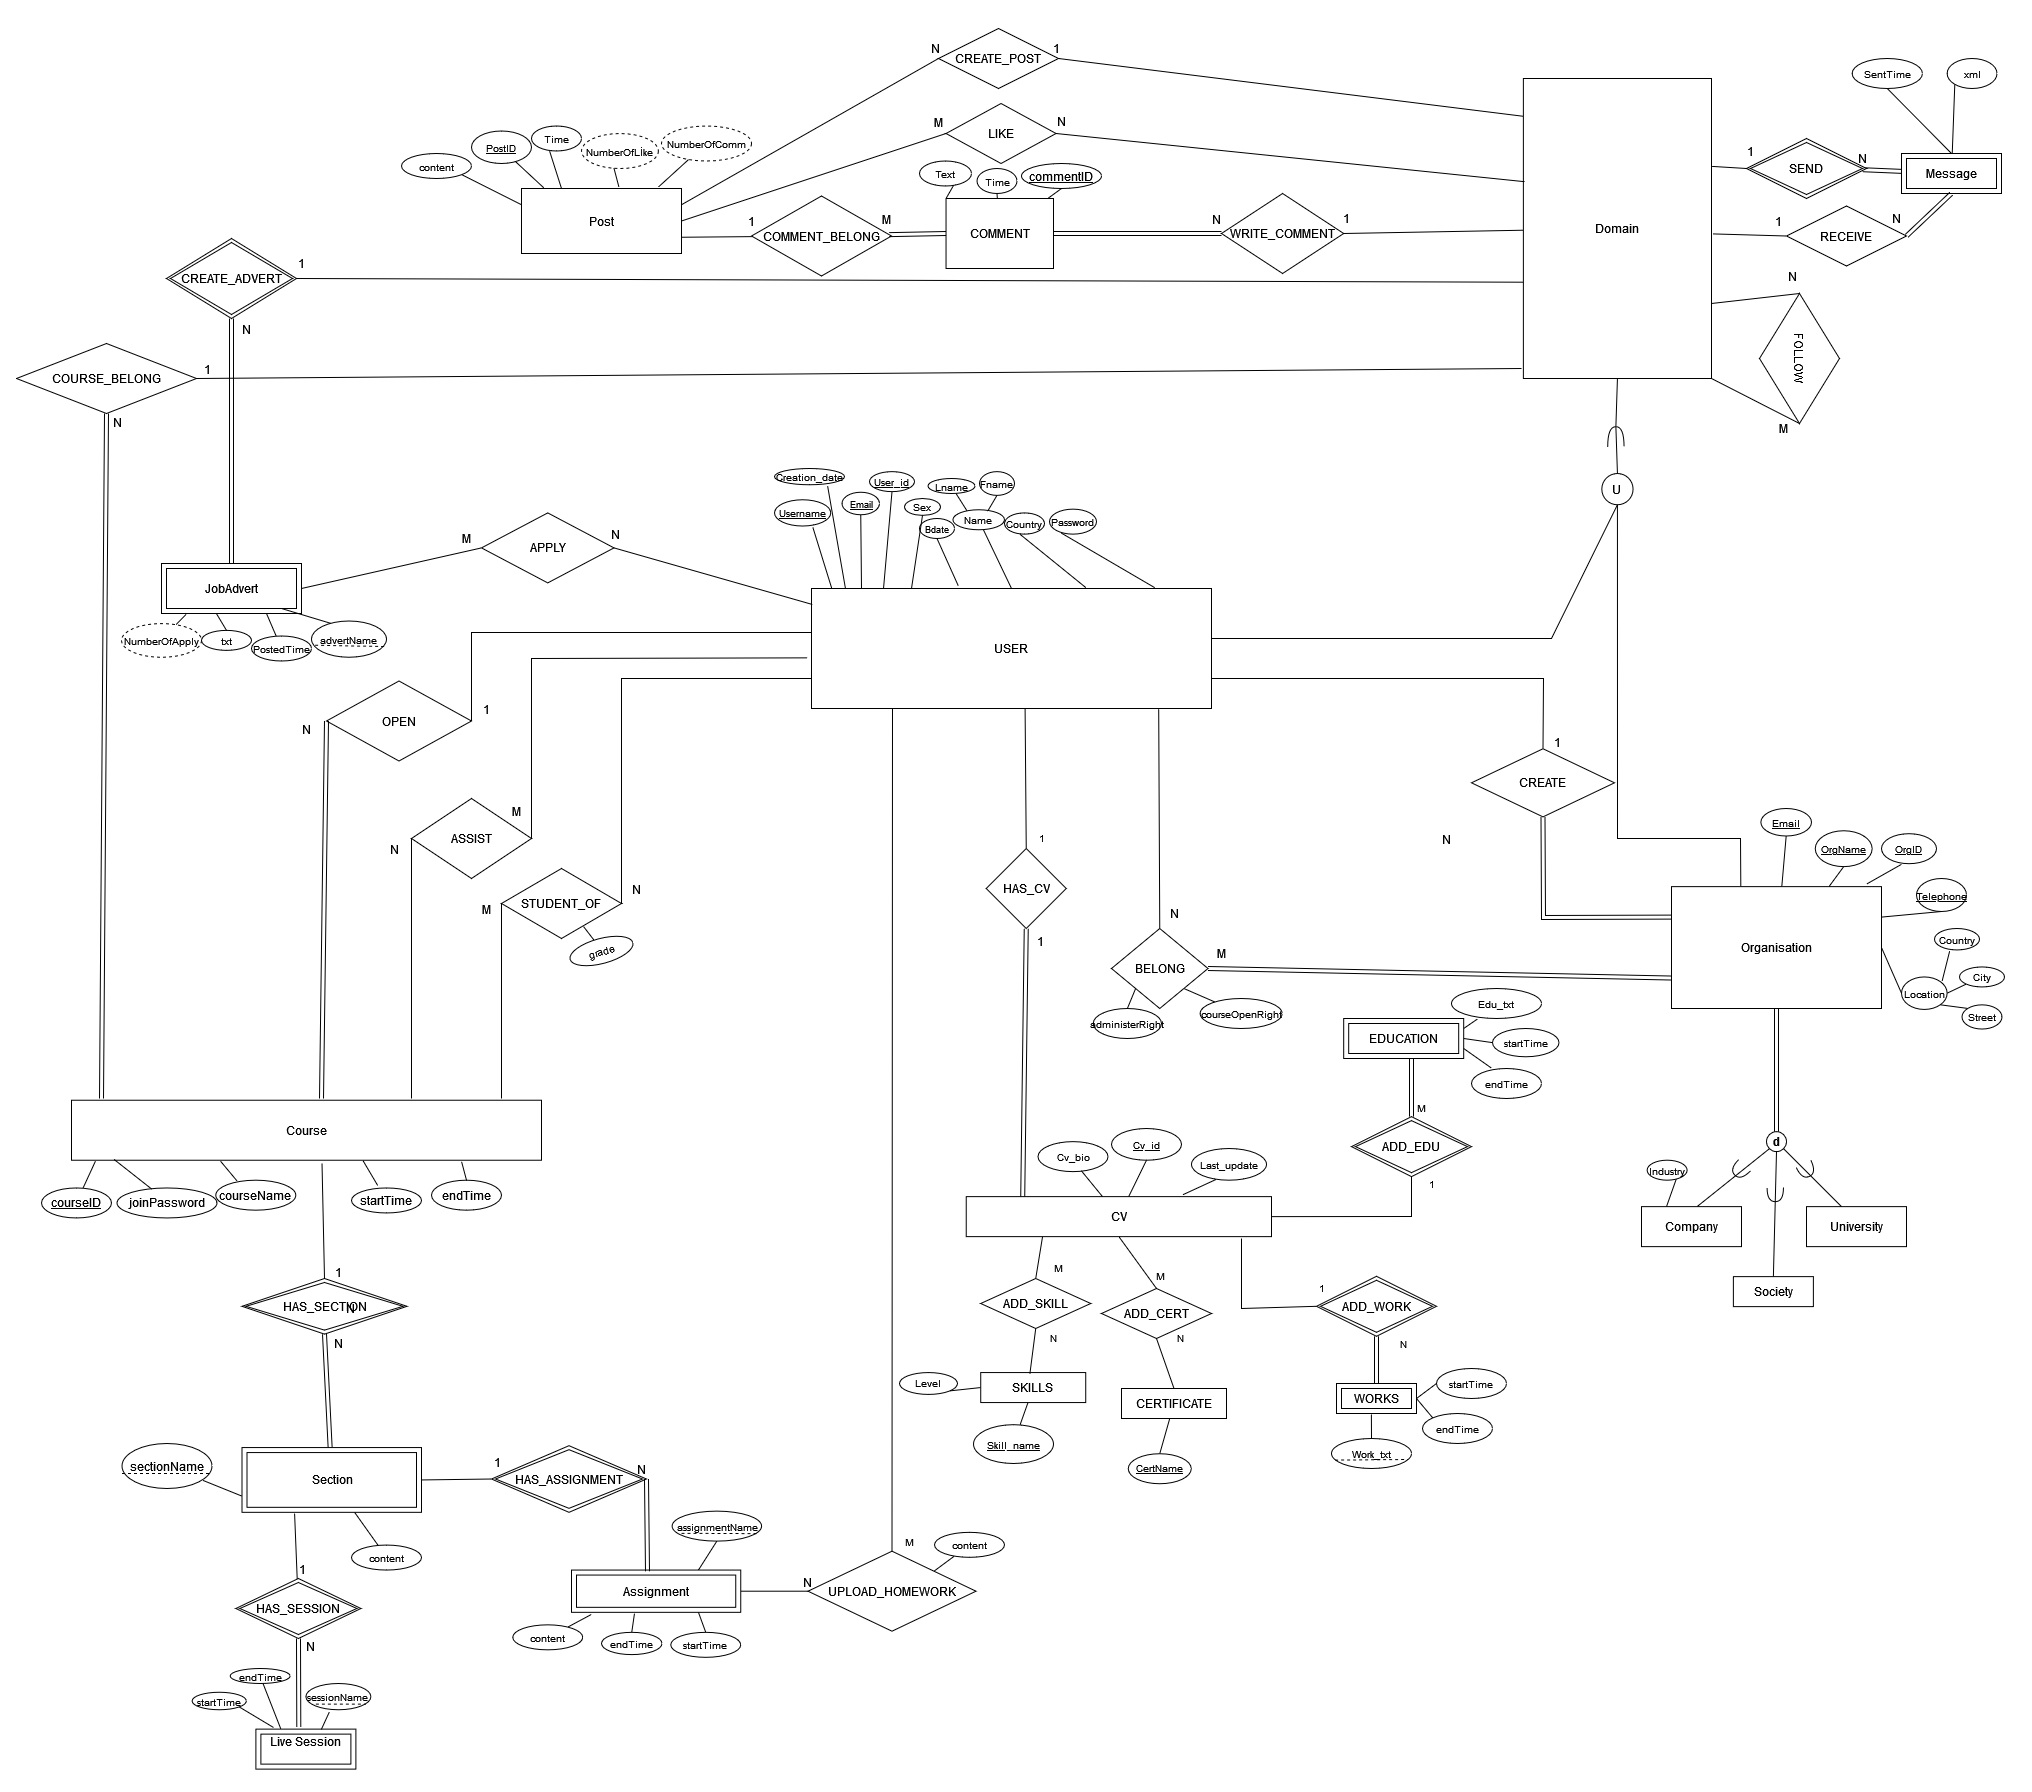 N
CREATE_POST
1
SentTime
xml
M
LIKE
N
content
PostID
Time
NumberOfLike
NumberOfComm
Post
Text
Time
commentID
Domain
1
SEND
N
Message
1
COMMENT_BELONG
M
COMMENT
N
WRITE_COMMENT
1
1
RECEIVE
N
CREATE_ADVERT
1
N
N
FOLLOW
M
COURSE_BELONG
1
N
U
Creation_date
Username
Email
User_id
Sex
Bdate
Lname
Fname
Name
Country
Password
M
APPLY
N
JobAdvert
NumberOfApply
txt
PostedTime
advertName
USER
N
OPEN
1
1
CREATE
N
N
ASSIST
M
M
STUDENT_OF
N
grade
1
HAS_CV
1
N
BELONG
M
administerRight
courseOpenRight
Email
OrgName
OrgID
Telephone
Organisation
Country
City
Location
Street
EDUCATION
Edu_txt
startTime
endTime
M
ADD_EDU
1
d
Industry
Company
University
Society
Course
courseID
joinPassword
courseName
startTime
endTime
Cv_bio
Cv_id
Last_update
CV
1
HAS_SECTION
N
N
M
ADD_SKILL
N
M
ADD_CERT
N
1
ADD_WORK
N
Level
SKILLS
Skill_name
CERTIFICATE
CertName
WORKS
startTime
endTime
Work_txt
sectionName
Section
content
1
HAS_ASSIGNMENT
N
assignmentName
Assignment
content
endTime
startTime
N
UPLOAD_HOMEWORK
M
content
1
HAS_SESSION
N
endTime
startTime
sessionName
Live Session